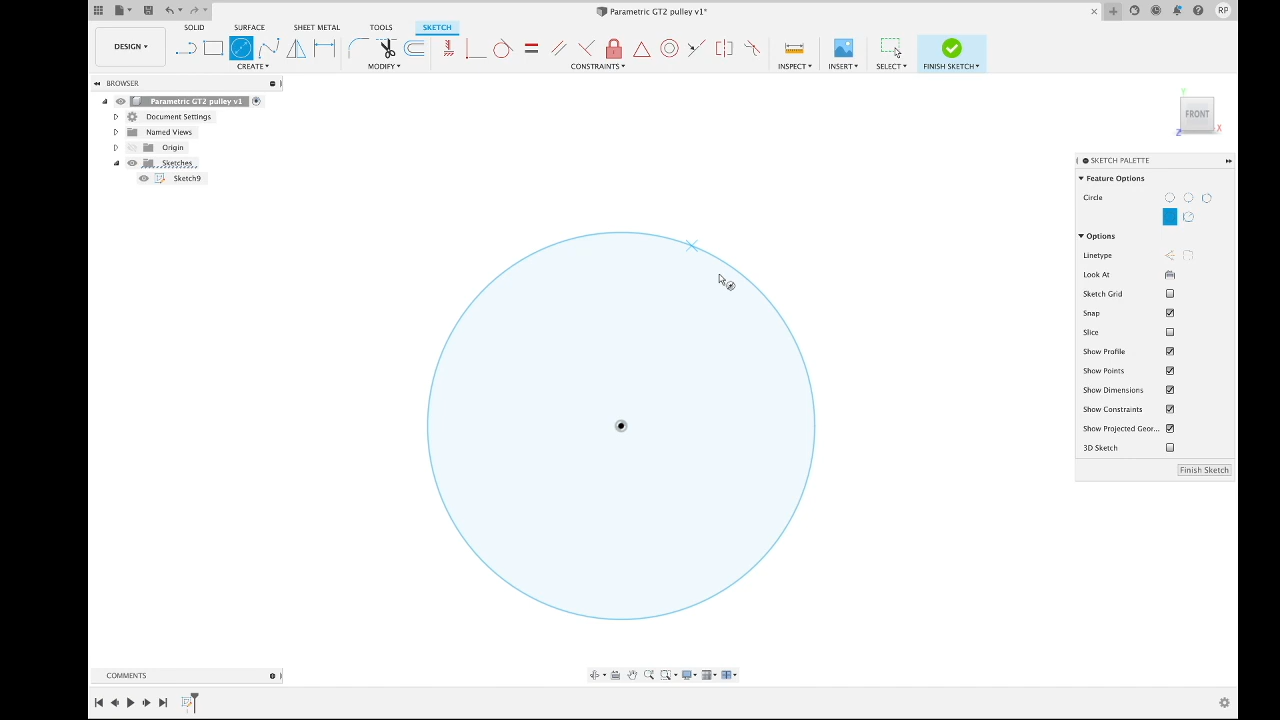 Parametric GT2 pulley v1*
RP
SOLID SURFACE SHEET METAL TOOLS SKETCH
DESIGN
CREATE MODIFY CONSTRAINTS INSPECT INSERT SELECT FINISH SKETCH
BROWSER
Parametric GT2 pulley v1
Document Settings
Named Views
Origin
Sketches
Sketch9
Y
FRONT
X
Z
SKETCH PALETTE
Feature Options
Circle
Options
Linetype
Look At
Sketch Grid
Snap
Slice
Show Profile
Show Points
Show Dimensions
Show Constraints
Show Projected Geor...
3D Sketch
Finish Sketch
COMMENTS